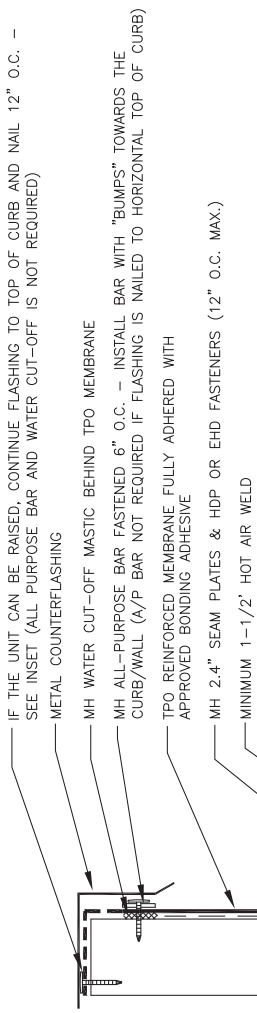 IF THE UNIT CAN BE RAISED, CONTINUE FLASHING TO TOP OF CURB AND NAIL 12" O.C. –
SEE INSET (ALL PURPOSE BAR AND WATER CUT-OFF IS NOT REQUIRED)
METAL COUNTERFLASHING
MH WATER CUT-OFF MASTIC BEHIND TPO MEMBRANE
MH ALL-PURPOSE BAR FASTENED 6" O.C. – INSTALL BAR WITH "BUMPS" TOWARDS THE
CURB/WALL (A/P BAR NOT REQUIRED IF FLASHING IS NAILED TO HORIZONTAL TOP OF CURB)
TPO REINFORCED MEMBRANE FULLY ADHERED WITH
APPROVED BONDING ADHESIVE
MH 2.4" SEAM PLATES & HDP OR EHD FASTENERS (12" O.C. MAX.)
MINIMUM 1-1/2' HOT AIR WELD